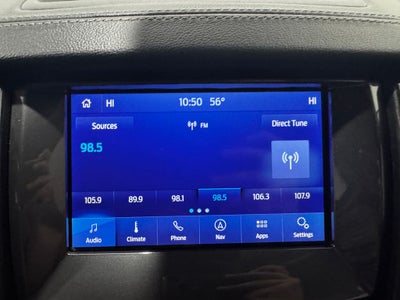 HI 10:50 56° HI
Sources FM Direct Tune
98.5
105.9 89.9 98.1 98.5 106.3 107.9
Audio Climate Phone Nav Apps Settings